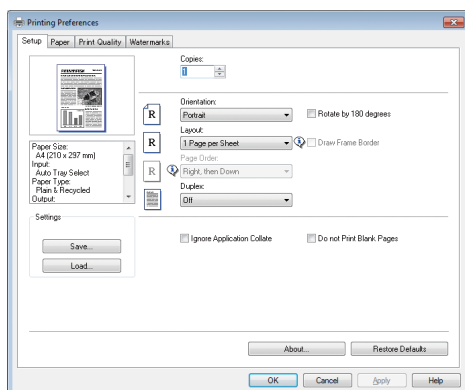 Printing Preferences
Setup Paper Print Quality Watermarks
Copies:
1
Orientation:
R Portrait Rotate by 180 degrees
Layout:
R 1 Page per Sheet Draw Frame Border
Page Order:
R Right, then Down
Duplex:
Off
Paper Size:
A4 (210 x 297 mm)
Input:
Auto Tray Select
Paper Type:
Plain & Recycled
Output:
Settings
Save...
Load...
Ignore Application Collate Do not Print Blank Pages
About... Restore Defaults
OK Cancel Apply Help